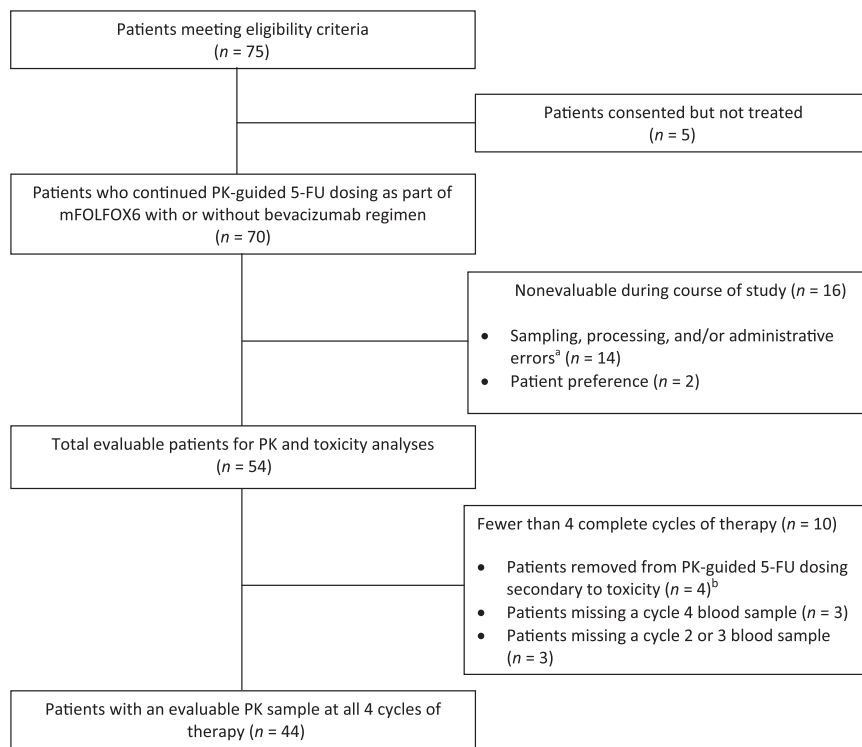 Patients meeting eligibility criteria
(n = 75)
Patients consented but not treated
(n = 5)
Patients who continued PK-guided 5-FU dosing as part of
mFOLFOX6 with or without bevacizumab regimen
(n = 70)
Nonevaluable during course of study (n = 16)
• Sampling, processing, and/or administrative
errorsᵃ (n = 14)
• Patient preference (n = 2)
Total evaluable patients for PK and toxicity analyses
(n = 54)
Fewer than 4 complete cycles of therapy (n = 10)
• Patients removed from PK-guided 5-FU dosing
secondary to toxicity (n = 4)ᵇ
• Patients missing a cycle 4 blood sample (n = 3)
• Patients missing a cycle 2 or 3 blood sample
(n = 3)
Patients with an evaluable PK sample at all 4 cycles of
therapy (n = 44)